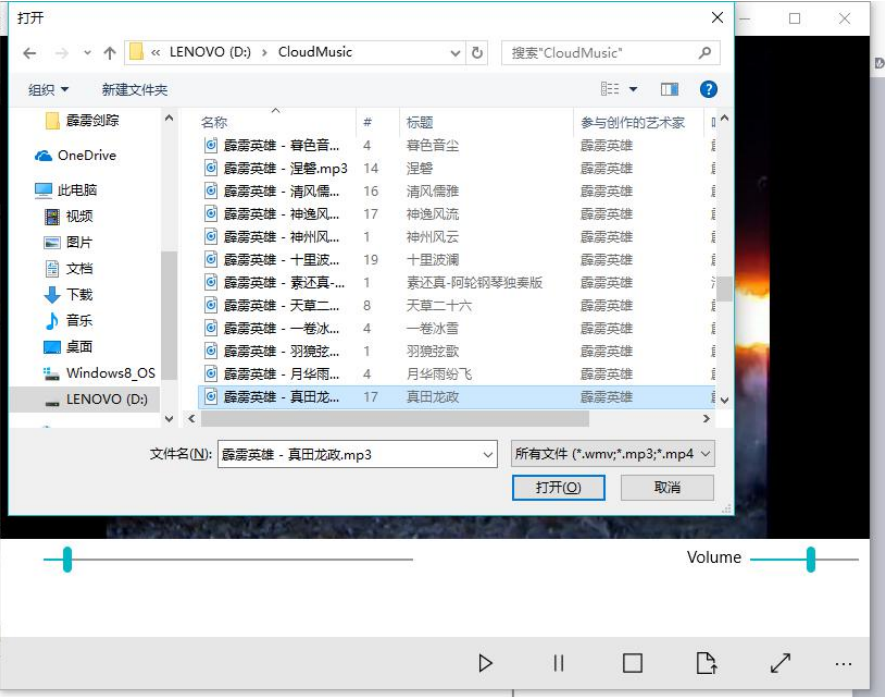 打开
« LENOVO (D:) › CloudMusic
搜索"CloudMusic"
组织
新建文件夹
霹雳剑踪
OneDrive
此电脑
视频
图片
文档
下载
音乐
桌面
Windows8_OS
LENOVO (D:)
名称 # 标题 参与创作的艺术家
霹雳英雄 - 暮色音... 4 暮色音尘 霹雳英雄
霹雳英雄 - 涅磐.mp3 14 涅磐 霹雳英雄
霹雳英雄 - 清风儒... 16 清风儒雅 霹雳英雄
霹雳英雄 - 神逸风... 17 神逸风流 霹雳英雄
霹雳英雄 - 神州风... 1 神州风云 霹雳英雄
霹雳英雄 - 十里波... 19 十里波澜 霹雳英雄
霹雳英雄 - 素还真-... 1 素还真-阿轮钢琴独奏版 霹雳英雄
霹雳英雄 - 天草二... 8 天草二十六 霹雳英雄
霹雳英雄 - 一卷冰... 4 一卷冰雪 霹雳英雄
霹雳英雄 - 羽獍弦... 1 羽獍弦歌 霹雳英雄
霹雳英雄 - 月华雨... 4 月华雨纷飞 霹雳英雄
霹雳英雄 - 真田龙... 17 真田龙政 霹雳英雄
文件名(N): 霹雳英雄 - 真田龙政.mp3
所有文件 (*.wmv;*.mp3;*.mp4
打开(O)
取消
Volume